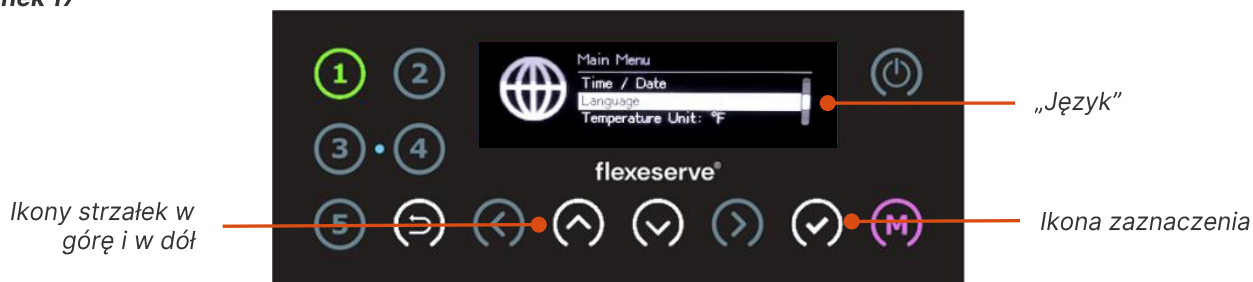 1
2
3
4
5
Main Menu
Time / Date
Language
Temperature Unit: °F
flexeserve®
M
„Język”
Ikony strzałek w
górę i w dół
Ikona zaznaczenia